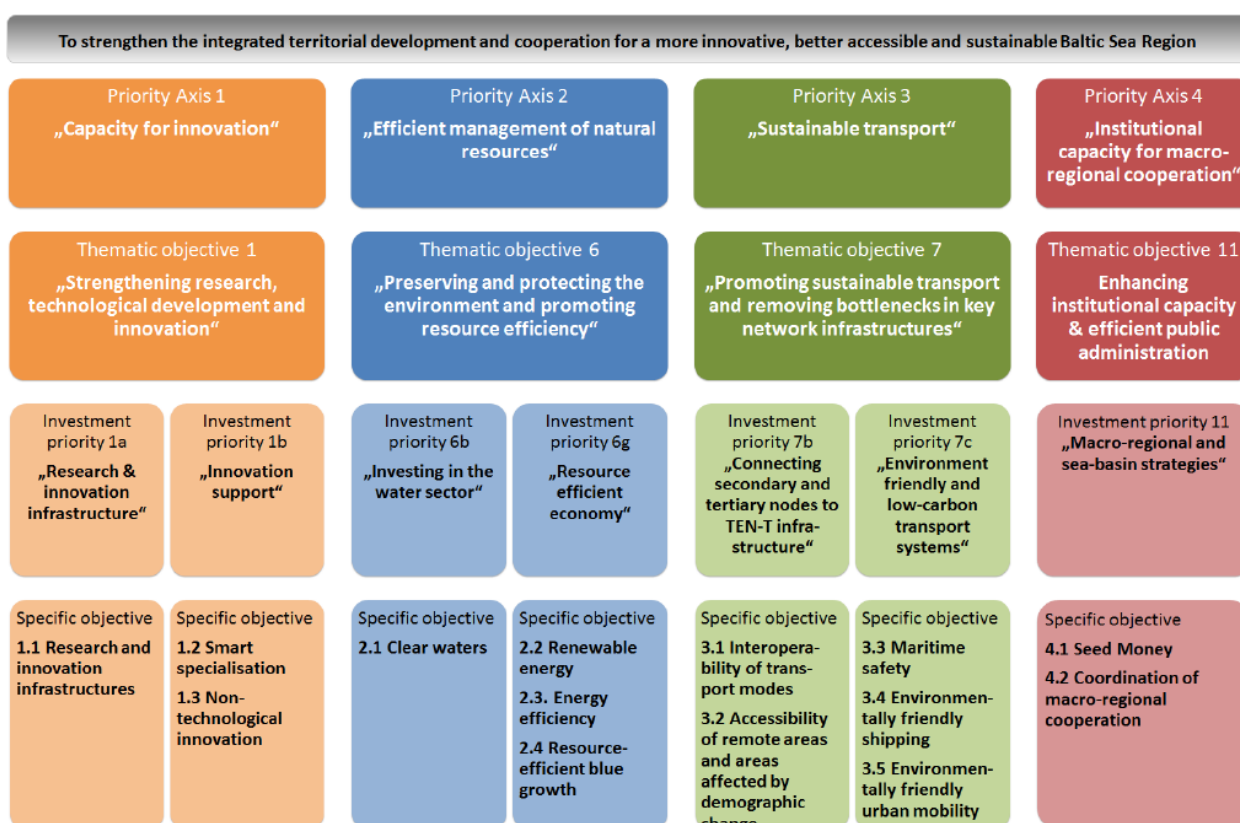 To strengthen the integrated territorial development and cooperation for a more innovative, better accessible and sustainable Baltic Sea Region
Priority Axis 1
„Capacity for innovation“
Priority Axis 2
„Efficient management of natural
resources“
Priority Axis 3
„Sustainable transport“
Priority Axis 4
„Institutional
capacity for macro-
regional cooperation“
Thematic objective 1
„Strengthening research,
technological development and
innovation“
Thematic objective 6
„Preserving and protecting the
environment and promoting
resource efficiency“
Thematic objective 7
„Promoting sustainable transport
and removing bottlenecks in key
network infrastructures“
Thematic objective 11
Enhancing
institutional capacity
& efficient public
administration
Investment
priority 1a
„Research &
innovation
infrastructure“
Investment
priority 1b
„Innovation
support“
Investment
priority 6b
„Investing in the
water sector“
Investment
priority 6g
„Resource
efficient
economy“
Investment
priority 7b
„Connecting
secondary and
tertiary nodes to
TEN-T infra-
structure“
Investment
priority 7c
„Environment
friendly and
low-carbon
transport
systems“
Investment priority 11
„Macro-regional and
sea-basin strategies“
Specific objective
1.1 Research and
innovation
infrastructures
Specific objective
1.2 Smart
specialisation
1.3 Non-
technological
innovation
Specific objective
2.1 Clear waters
Specific objective
2.2 Renewable
energy
2.3. Energy
efficiency
2.4 Resource-
efficient blue
growth
Specific objective
3.1 Interopera-
bility of trans-
port modes
3.2 Accessibility
of remote areas
and areas
affected by
demographic
change
Specific objective
3.3 Maritime
safety
3.4 Environmen-
tally friendly
shipping
3.5 Environmen-
tally friendly
urban mobility
Specific objective
4.1 Seed Money
4.2 Coordination of
macro-regional
cooperation